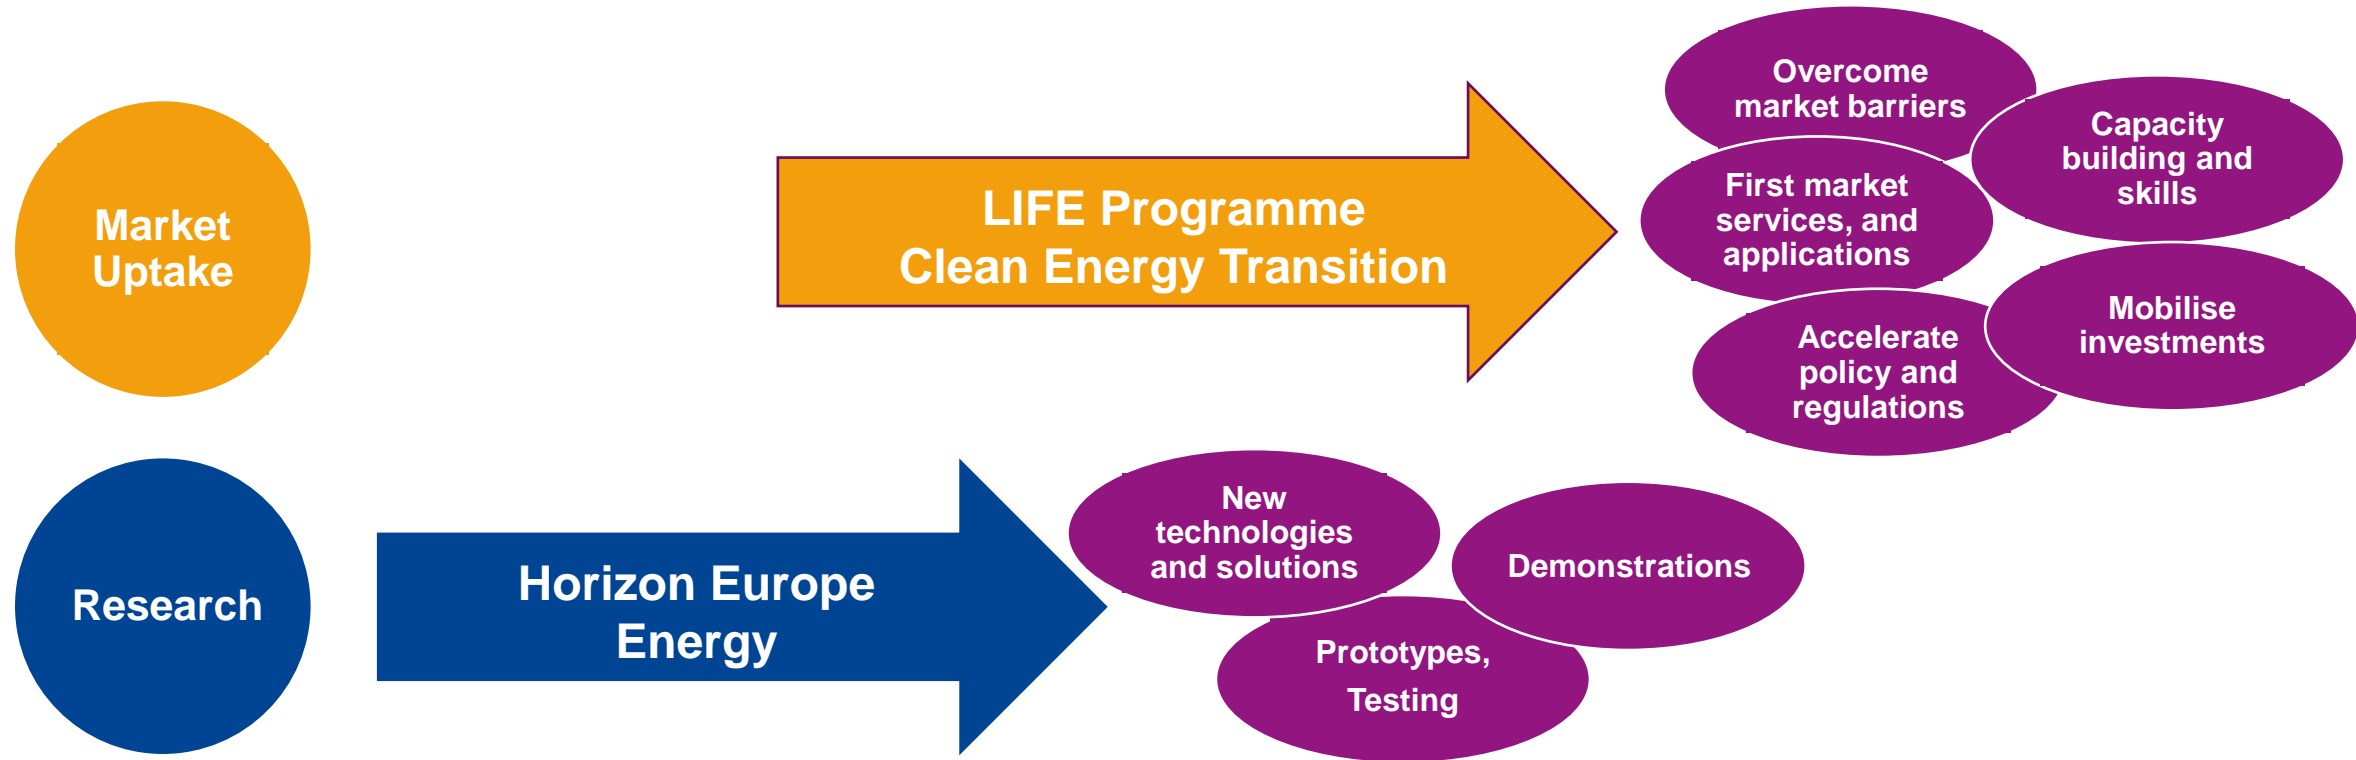 Market
Uptake
LIFE Programme
Clean Energy Transition
Overcome
market barriers
Capacity
building and
skills
First market
services, and
applications
Mobilise
investments
Accelerate
policy and
regulations
Research
Horizon Europe
Energy
New
technologies
and solutions
Demonstrations
Prototypes,
Testing